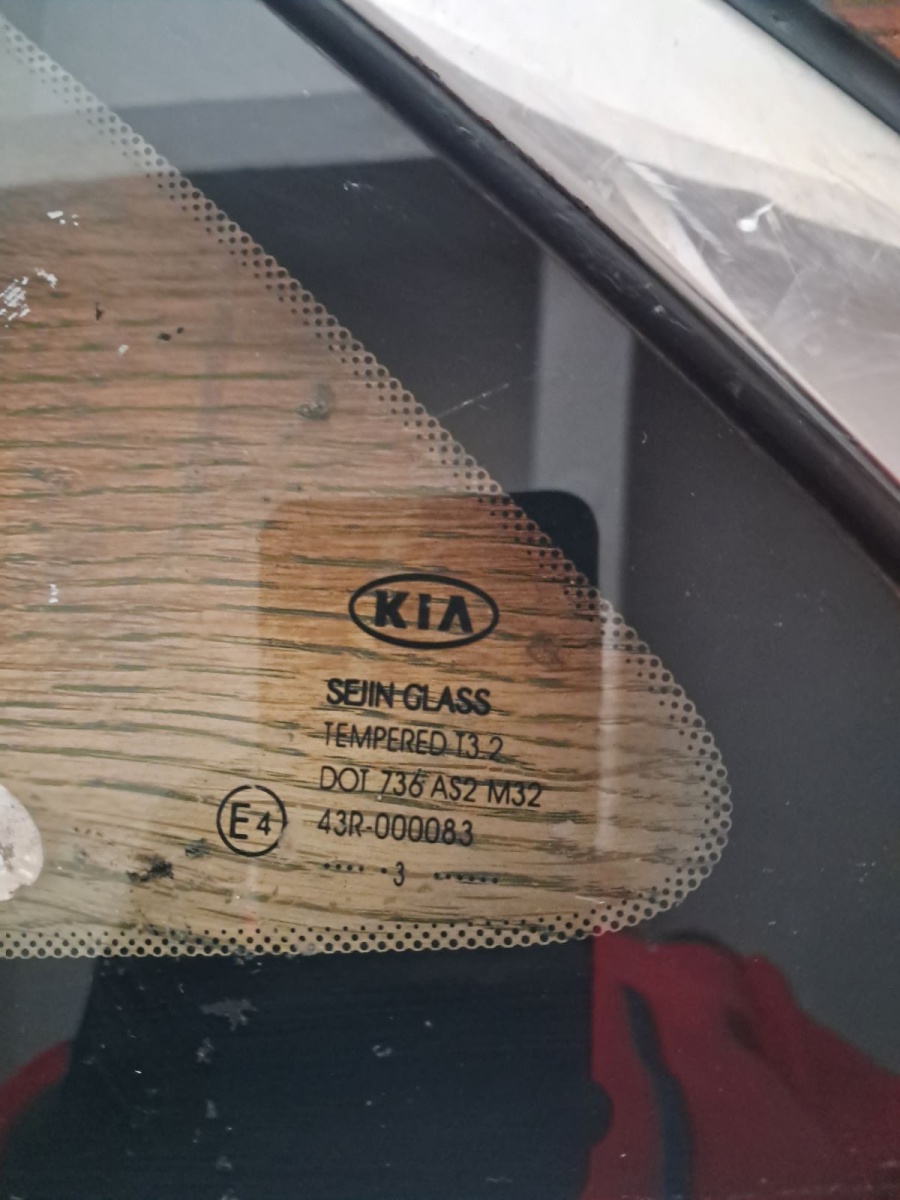 KIA
SEJIN GLASS
TEMPERED T3.2
DOT 736 AS2 M32
E4 43R-000083
..... .3 ......